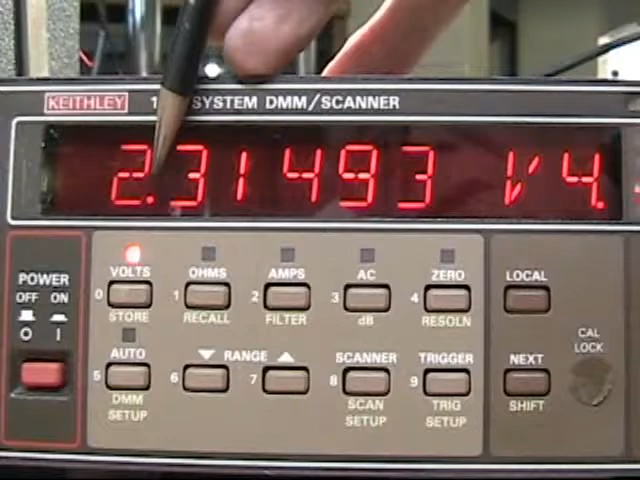 KEITHLEY SYSTEM DMM/SCANNER
2.31493 V4.
POWER
OFF ON
O I
VOLTS OHMS AMPS AC ZERO LOCAL
0 1 2 3 4
STORE RECALL FILTER dB RESOLN
CAL
LOCK
AUTO RANGE SCANNER TRIGGER NEXT
5 6 7 8 9
DMM
SETUP
SCAN
SETUP
TRIG
SETUP
SHIFT